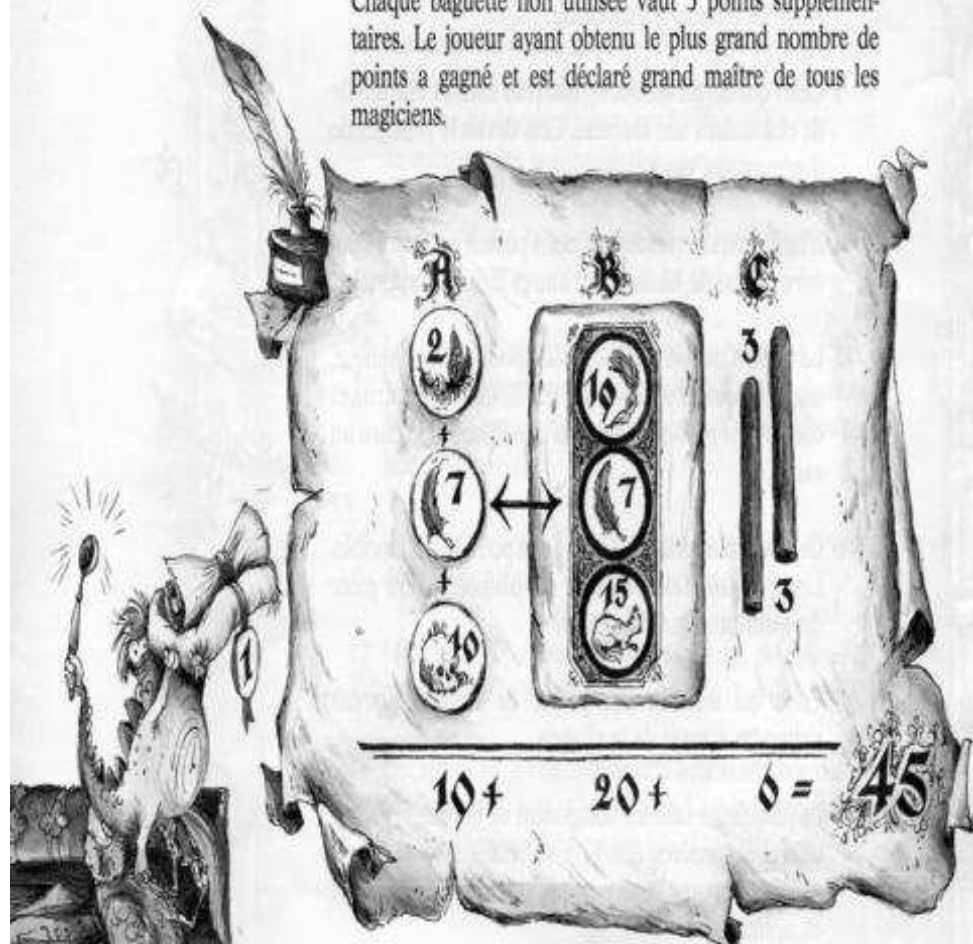 Chaque baguette non utilisée vaut 3 points supplémen-
taires. Le joueur ayant obtenu le plus grand nombre de
points a gagné et est déclaré grand maître de tous les
magiciens.
A B C
2
3
+
10
7
7
+
15
3
10
1
19 + 20 + 6 = 45